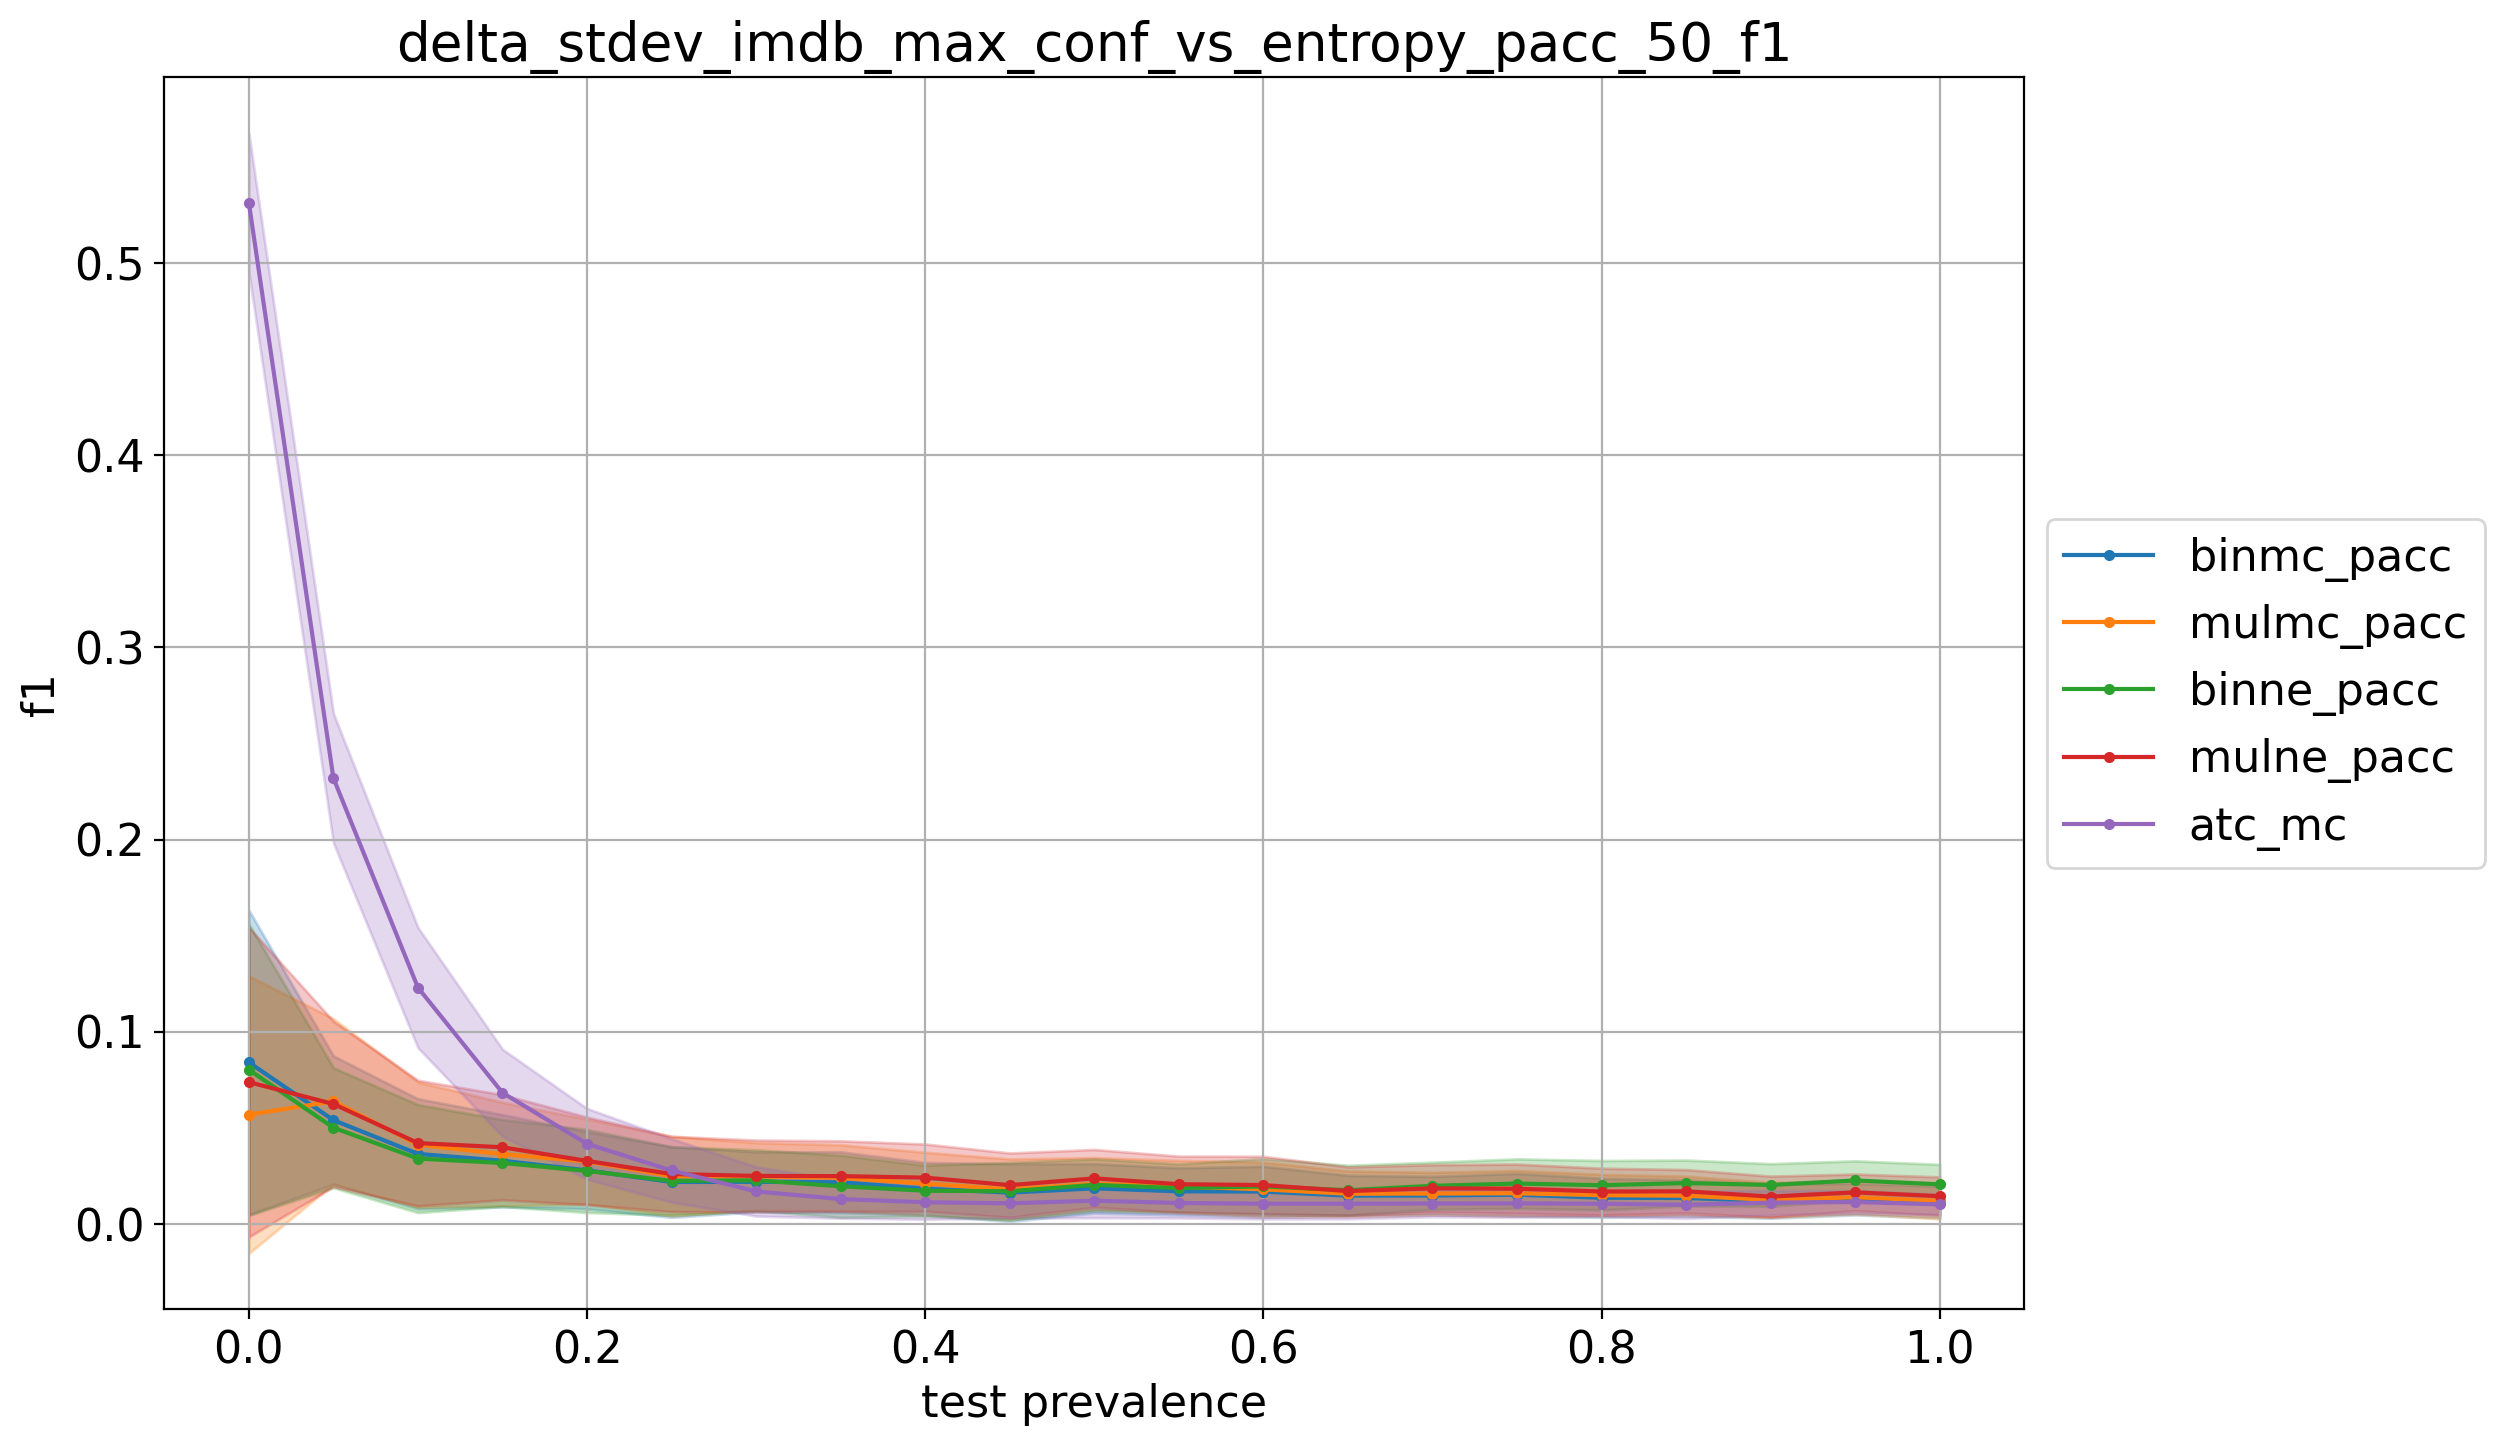 delta_stdev_imdb_max_conf_vs_entropy_pacc_50_f1
0.5
0.4
0.3
0.2
0.1
0.0
f1
0.0 0.2 0.4 0.6 0.8 1.0
test prevalence
binmc_pacc
mulmc_pacc
binne_pacc
mulne_pacc
atc_mc